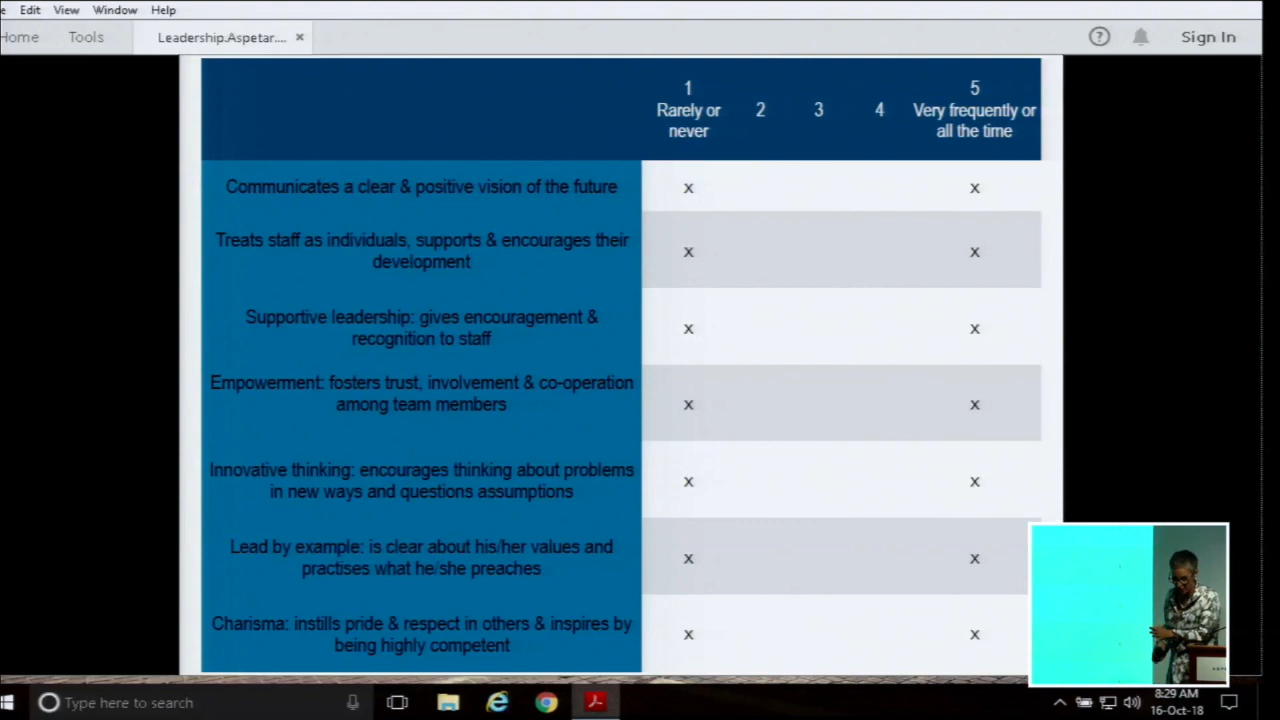 Edit View Window Help
Home Tools Leadership.Aspetar.... × Sign In
1 2 3 4 5
Rarely or never
Very frequently or all the time
Communicates a clear & positive vision of the future x x
Treats staff as individuals, supports & encourages their
development x x
Supportive leadership: gives encouragement &
recognition to staff x x
Empowerment: fosters trust, involvement & co-operation
among team members x x
Innovative thinking: encourages thinking about problems
in new ways and questions assumptions x x
Lead by example: is clear about his/her values and
practises what he/she preaches x x
Charisma: instills pride & respect in others & inspires by
being highly competent x x
Type here to search
8:29 AM
16-Oct-18